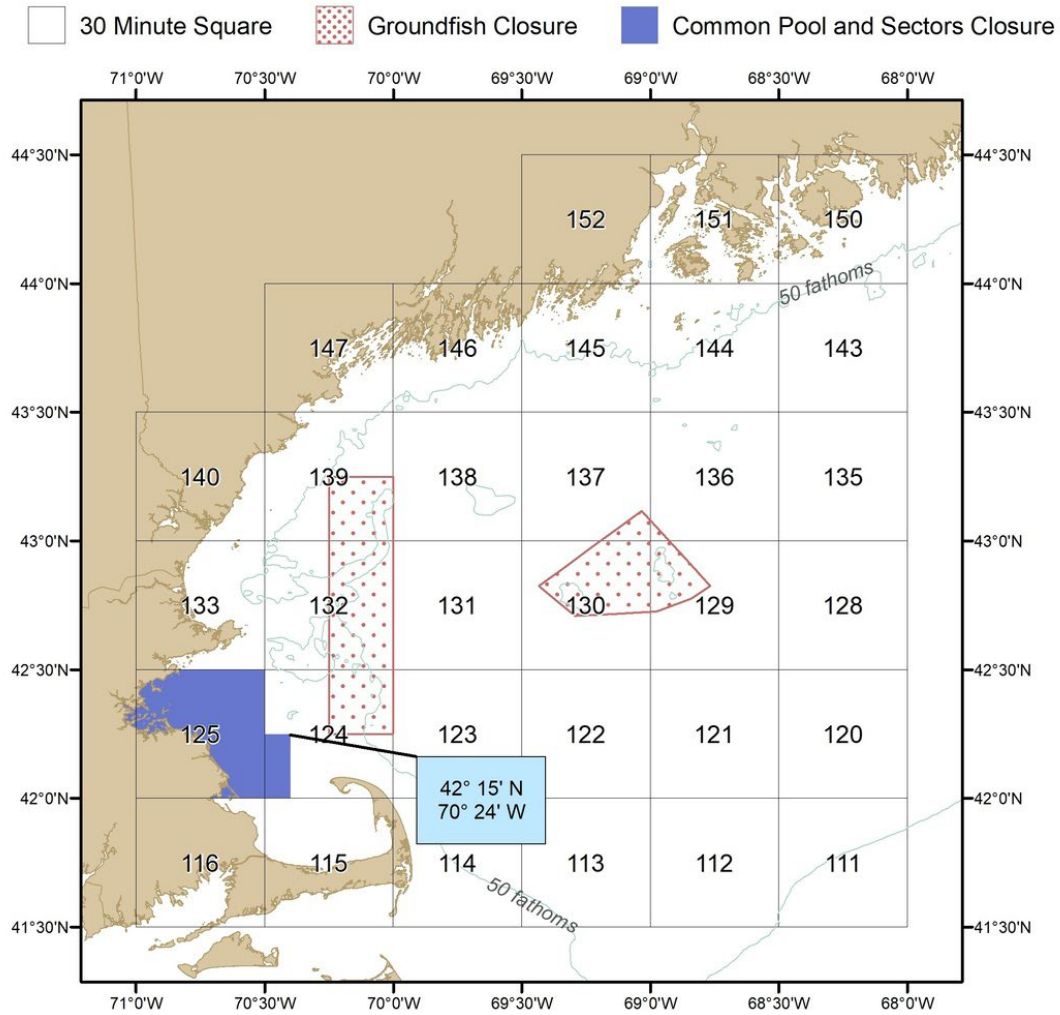 30 Minute Square Groundfish Closure Common Pool and Sectors Closure
71°0'W 70°30'W 70°0'W 69°30'W 69°0'W 68°30'W 68°0'W
44°30'N 44°30'N
152 151 150
50 fathoms
44°0'N 44°0'N
147 146 145 144 143
43°30'N 43°30'N
140 139 138 137 136 135
43°0'N 43°0'N
133 132 131 130 129 128
42°30'N 42°30'N
125 124 123 122 121 120
42° 15' N
70° 24' W
42°0'N 42°0'N
116 115 114 113 112 111
50 fathoms
41°30'N 41°30'N
71°0'W 70°30'W 70°0'W 69°30'W 69°0'W 68°30'W 68°0'W